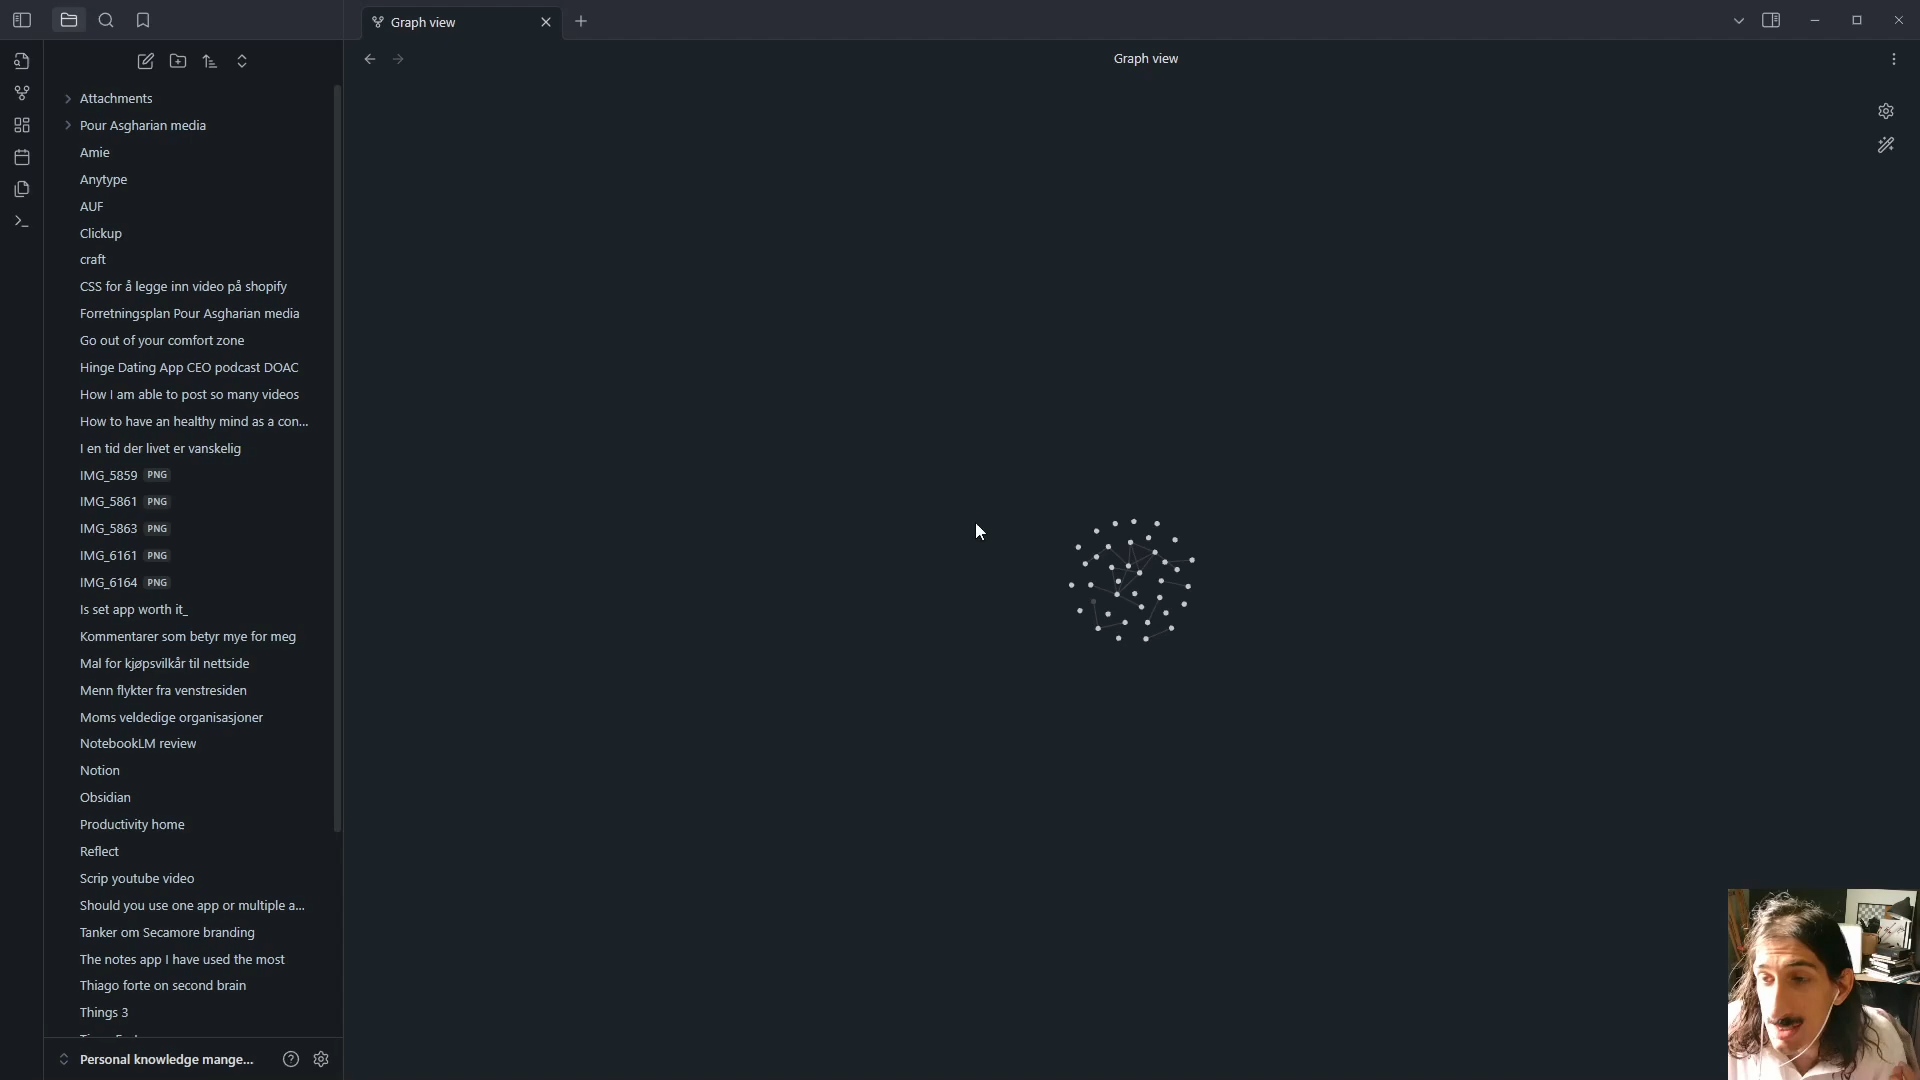 Graph view
Graph view
Attachments
Pour Asgharian media
Amie
Anytype
AUF
Clickup
craft
CSS for å legge inn video på shopify
Forretningsplan Pour Asgharian media
Go out of your comfort zone
Hinge Dating App CEO podcast DOAC
How I am able to post so many videos
How to have an healthy mind as a con...
I en tid der livet er vanskelig
IMG_5859 PNG
IMG_5861 PNG
IMG_5863 PNG
IMG_6161 PNG
IMG_6164 PNG
Is set app worth it_
Kommentarer som betyr mye for meg
Mal for kjøpsvilkår til nettside
Menn flykter fra venstresiden
Moms veldedige organisasjoner
NotebookLM review
Notion
Obsidian
Productivity home
Reflect
Scrip youtube video
Should you use one app or multiple a...
Tanker om Secamore branding
The notes app I have used the most
Thiago forte on second brain
Things 3
Personal knowledge mange...